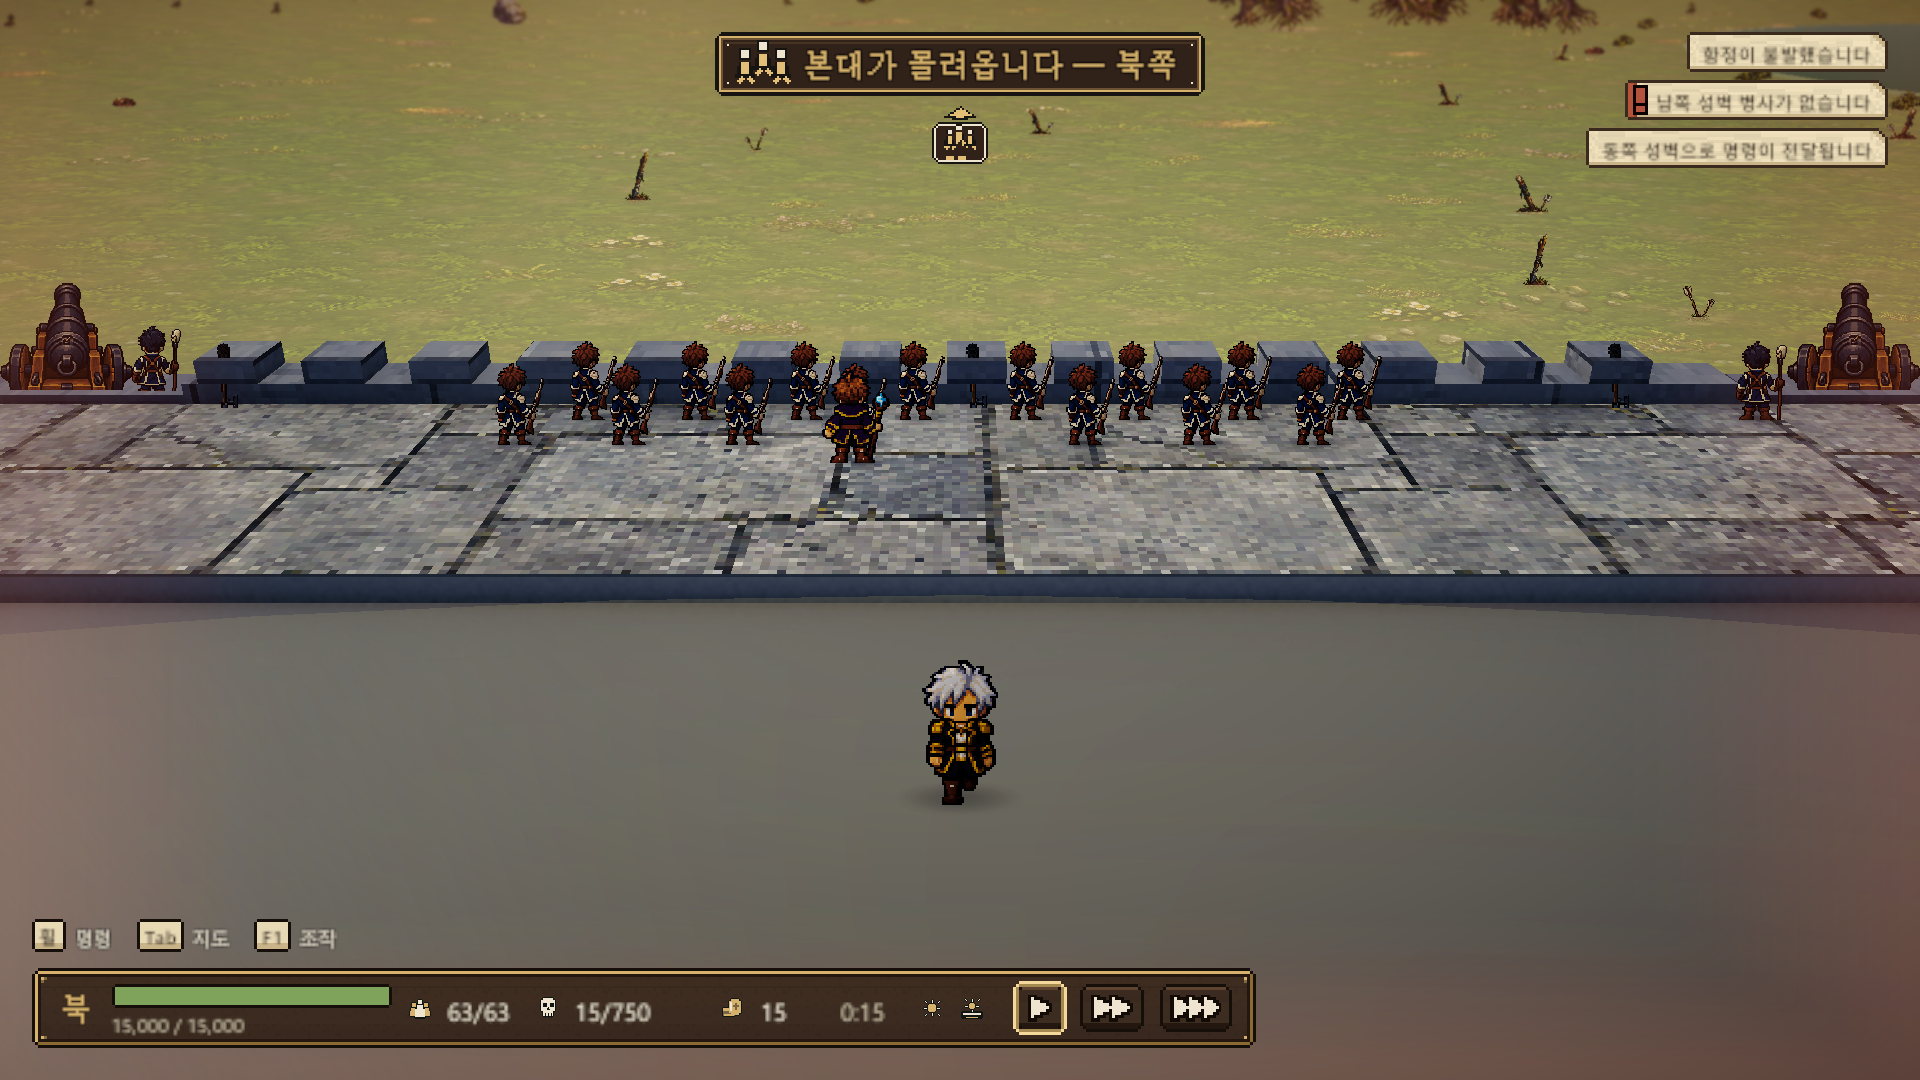 본대가 몰려옵니다 — 북쪽
함정이 불발했습니다
남쪽 성벽 병사가 없습니다
동쪽 성벽으로 명령이 전달됩니다
휠 명령 Tab 지도 F1 조작
북 15,000 / 15,000 63/63 15/750 15 0:15